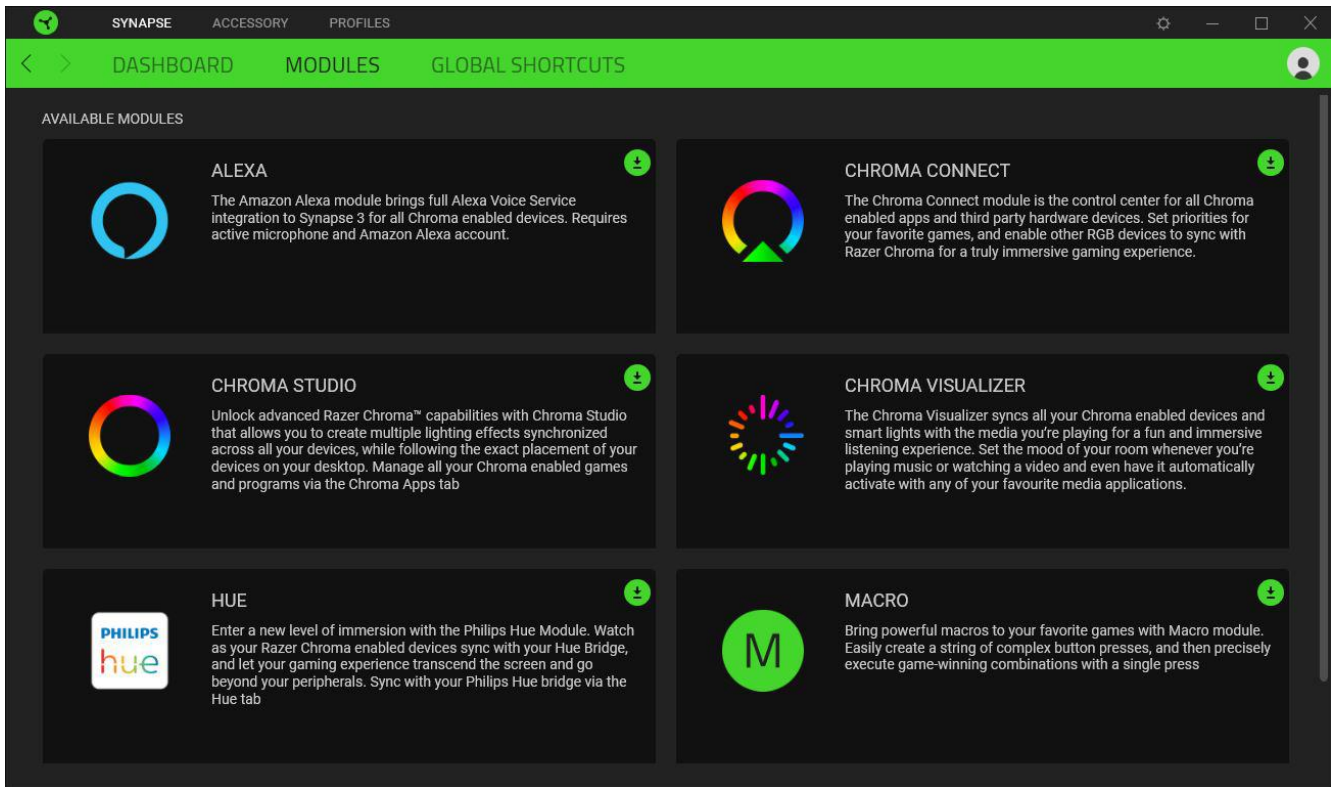 SYNAPSE ACCESSORY PROFILES
DASHBOARD MODULES GLOBAL SHORTCUTS
AVAILABLE MODULES
ALEXA
The Amazon Alexa module brings full Alexa Voice Service
integration to Synapse 3 for all Chroma enabled devices. Requires
active microphone and Amazon Alexa account.
CHROMA CONNECT
The Chroma Connect module is the control center for all Chroma
enabled apps and third party hardware devices. Set priorities for
your favorite games, and enable other RGB devices to sync with
Razer Chroma for a truly immersive gaming experience.
CHROMA STUDIO
Unlock advanced Razer Chroma™ capabilities with Chroma Studio
that allows you to create multiple lighting effects synchronized
across all your devices, while following the exact placement of your
devices on your desktop. Manage all your Chroma enabled games
and programs via the Chroma Apps tab
CHROMA VISUALIZER
The Chroma Visualizer syncs all your Chroma enabled devices and
smart lights with the media you're playing for a fun and immersive
listening experience. Set the mood of your room whenever you're
playing music or watching a video and even have it automatically
activate with any of your favourite media applications.
PHILIPS
hue
HUE
Enter a new level of immersion with the Philips Hue Module. Watch
as your Razer Chroma enabled devices sync with your Hue Bridge,
and let your gaming experience transcend the screen and go
beyond your peripherals. Sync with your Philips Hue bridge via the
Hue tab
M
MACRO
Bring powerful macros to your favorite games with Macro module.
Easily create a string of complex button presses, and then precisely
execute game-winning combinations with a single press